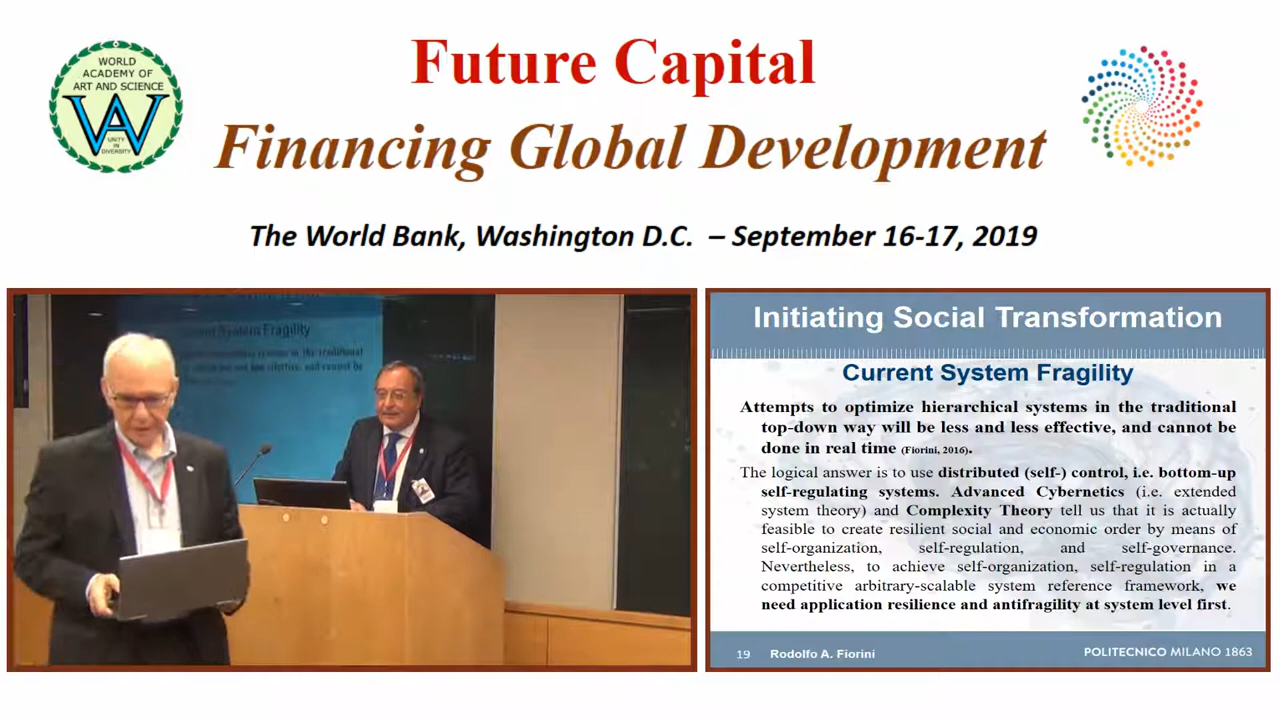 WORLD
ACADEMY OF
ART AND SCIENCE
UNITY
IN
DIVERSITY
Future Capital
Financing Global Development
The World Bank, Washington D.C. – September 16-17, 2019
System Fragility
in the traditional
and cannot be
Initiating Social Transformation
Current System Fragility
Attempts to optimize hierarchical systems in the traditional
top-down way will be less and less effective, and cannot be
done in real time (Fiorini, 2016).
The logical answer is to use distributed (self-) control, i.e. bottom-up
self-regulating systems. Advanced Cybernetics (i.e. extended
system theory) and Complexity Theory tell us that it is actually
feasible to create resilient social and economic order by means of
self-organization, self-regulation, and self-governance.
Nevertheless, to achieve self-organization, self-regulation in a
competitive arbitrary-scalable system reference framework, we
need application resilience and antifragility at system level first.
19 Rodolfo A. Fiorini
POLITECNICO MILANO 1863